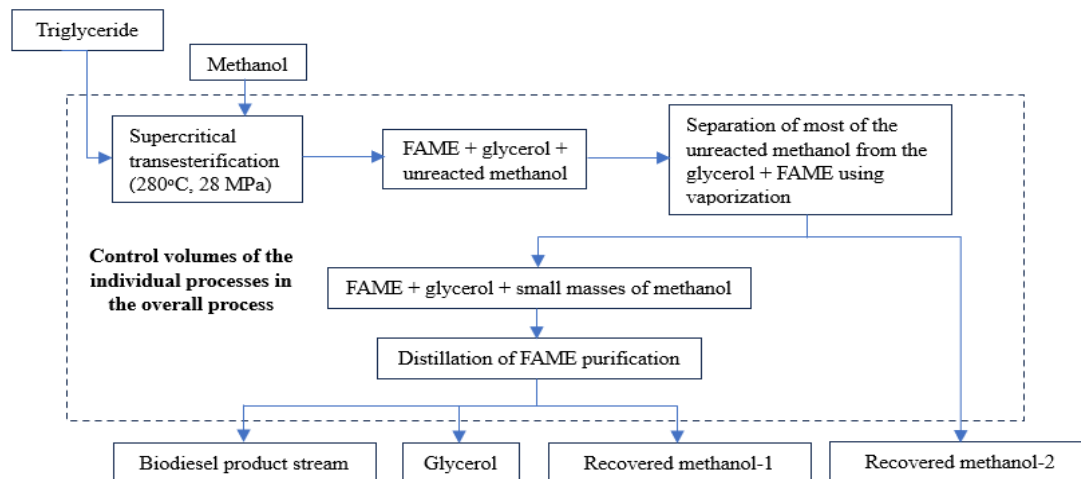 Triglyceride
Methanol
Supercritical
transesterification
(280°C, 28 MPa)
FAME + glycerol +
unreacted methanol
Separation of most of the
unreacted methanol from the
glycerol + FAME using
vaporization
Control volumes of the
individual processes in
the overall process
FAME + glycerol + small masses of methanol
Distillation of FAME purification
Biodiesel product stream
Glycerol
Recovered methanol-1
Recovered methanol-2